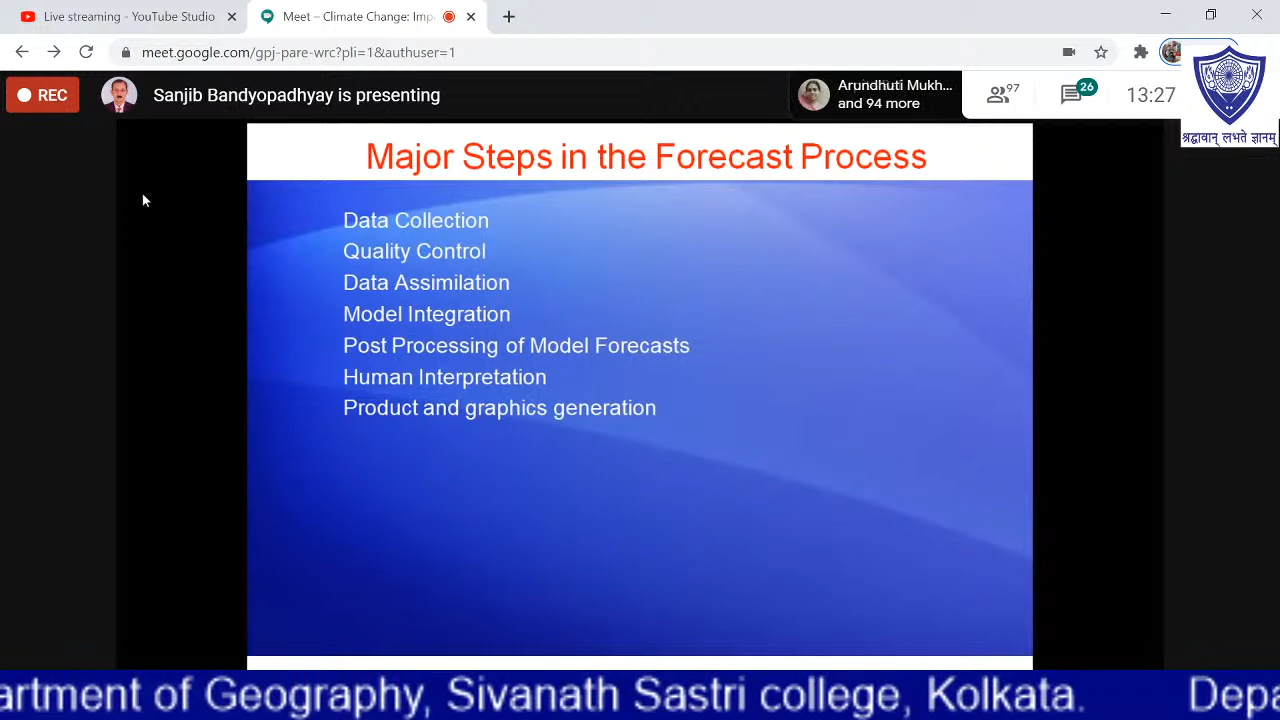 Live streaming - YouTube Studio
Meet – Climate Change: Imp
meet.google.com/gpj-pare-wrc?pli=1&authuser=1
REC
Sanjib Bandyopadhyay is presenting
Arundhuti Mukh...
and 94 more
97
26
13:27
श्रद्धावान् लभते ज्ञानम्
Major Steps in the Forecast Process
Data Collection
Quality Control
Data Assimilation
Model Integration
Post Processing of Model Forecasts
Human Interpretation
Product and graphics generation
artment of Geography, Sivanath Sastri college, Kolkata. Depa